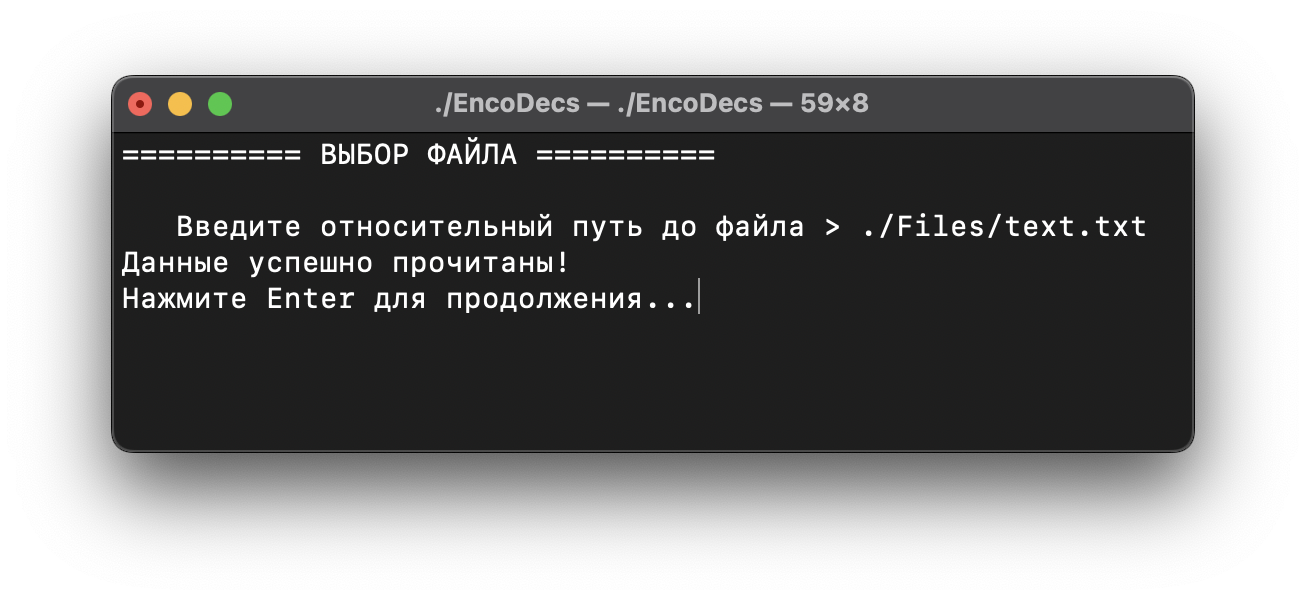 ./EncoDecs — ./EncoDecs — 59×8
========== ВЫБОР ФАЙЛА ==========
Введите относительный путь до файла > ./Files/text.txt
Данные успешно прочитаны!
Нажмите Enter для продолжения...